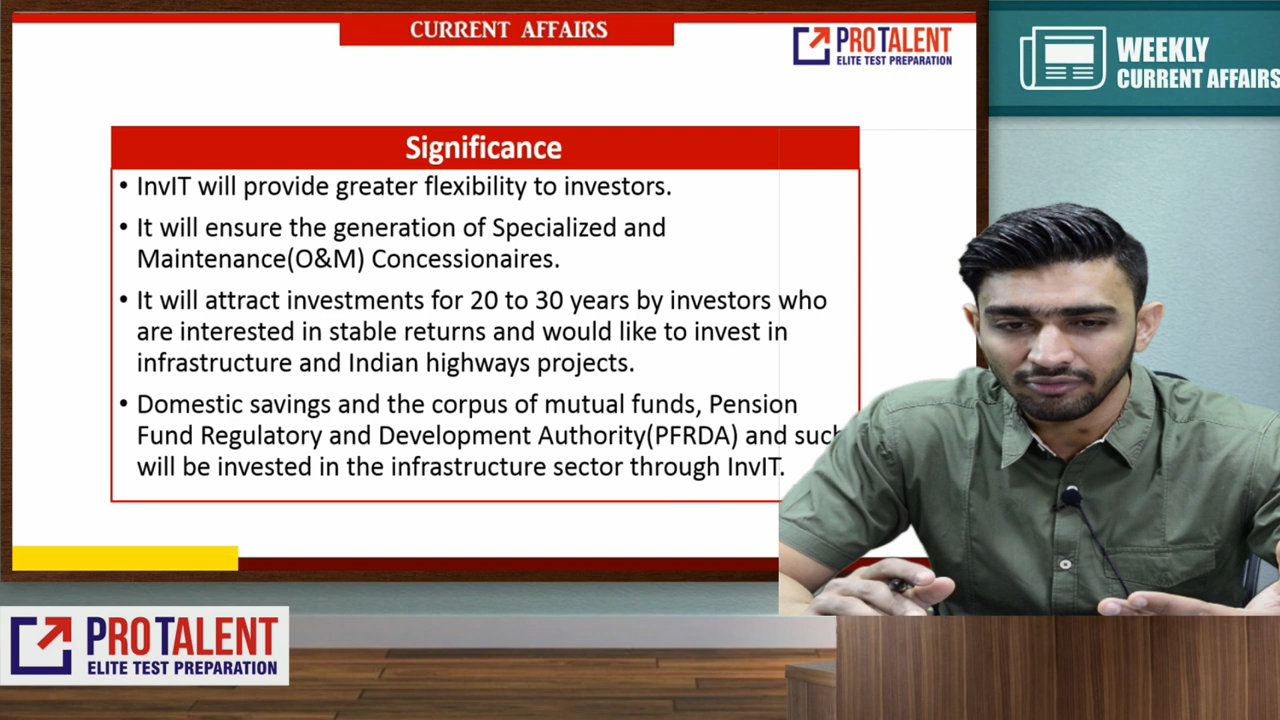 CURRENT AFFAIRS
PROTALENT
ELITE TEST PREPARATION
WEEKLY
CURRENT AFFAIRS
Significance
• InvIT will provide greater flexibility to investors.
• It will ensure the generation of Specialized and
Maintenance(O&M) Concessionaires.
• It will attract investments for 20 to 30 years by investors who
are interested in stable returns and would like to invest in
infrastructure and Indian highways projects.
• Domestic savings and the corpus of mutual funds, Pension
Fund Regulatory and Development Authority(PFRDA) and such
will be invested in the infrastructure sector through InvIT.
PROTALENT
ELITE TEST PREPARATION